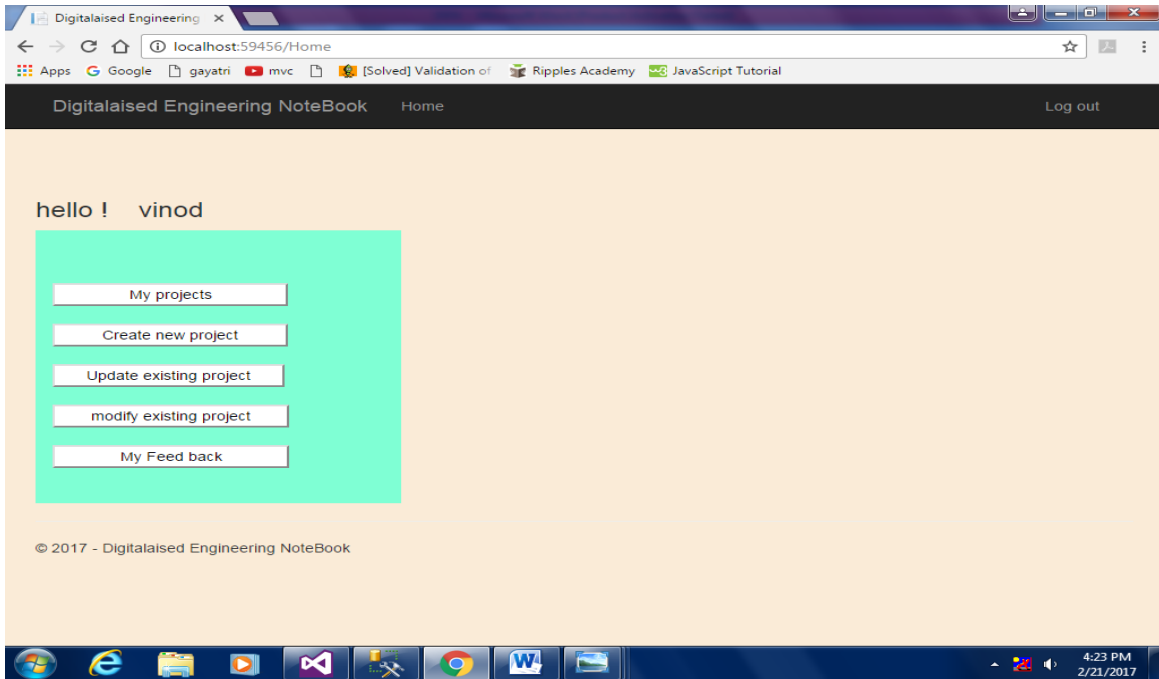 Digitalaised Engineering
localhost:59456/Home
Apps Google gayatri mvc [Solved] Validation of Ripples Academy JavaScript Tutorial
Digitalaised Engineering NoteBook Home Log out
hello ! vinod
My projects
Create new project
Update existing project
modify existing project
My Feed back
© 2017 - Digitalaised Engineering NoteBook
4:23 PM
2/21/2017